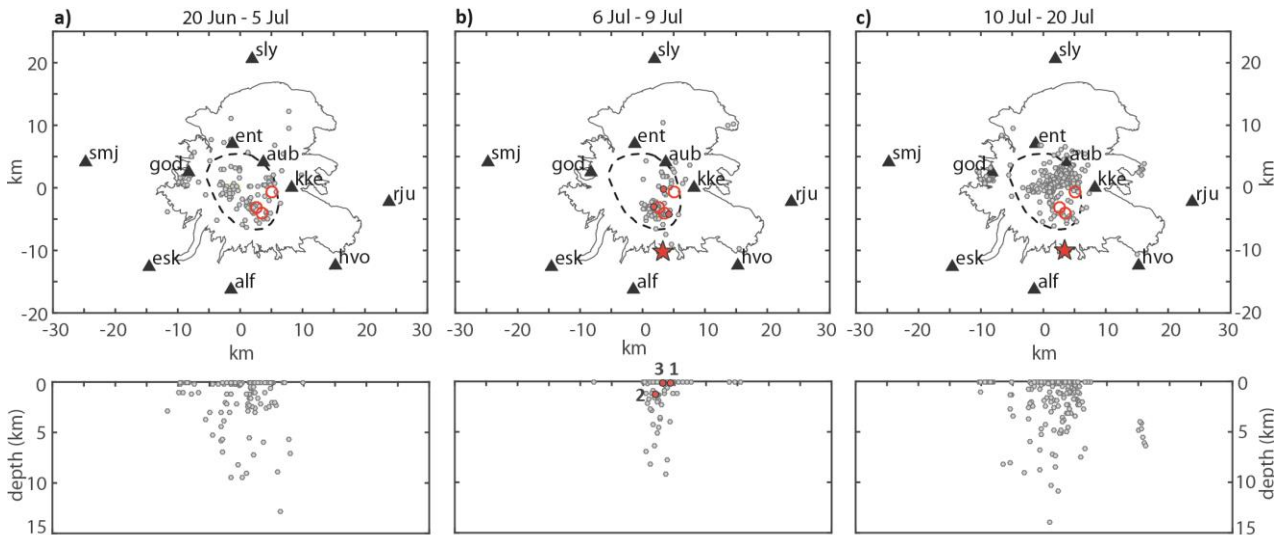 a) 20 Jun - 5 Jul
b) 6 Jul - 9 Jul
c) 10 Jul - 20 Jul
km
20
10
0
-10
-20
sly
ent
smj
god
aub
kke
rju
esk
hvo
alf
-30 -20 -10 0 10 20 30
km
sly
ent
smj
god
aub
kke
rju
esk
hvo
alf
-30 -20 -10 0 10 20 30
km
sly
ent
smj
god
aub
kke
rju
esk
hvo
alf
-30 -20 -10 0 10 20 30
km
25
20
10
0
km
-10
-20
depth (km)
0
5
10
15
3 1
2
0
5
10
15
depth (km)